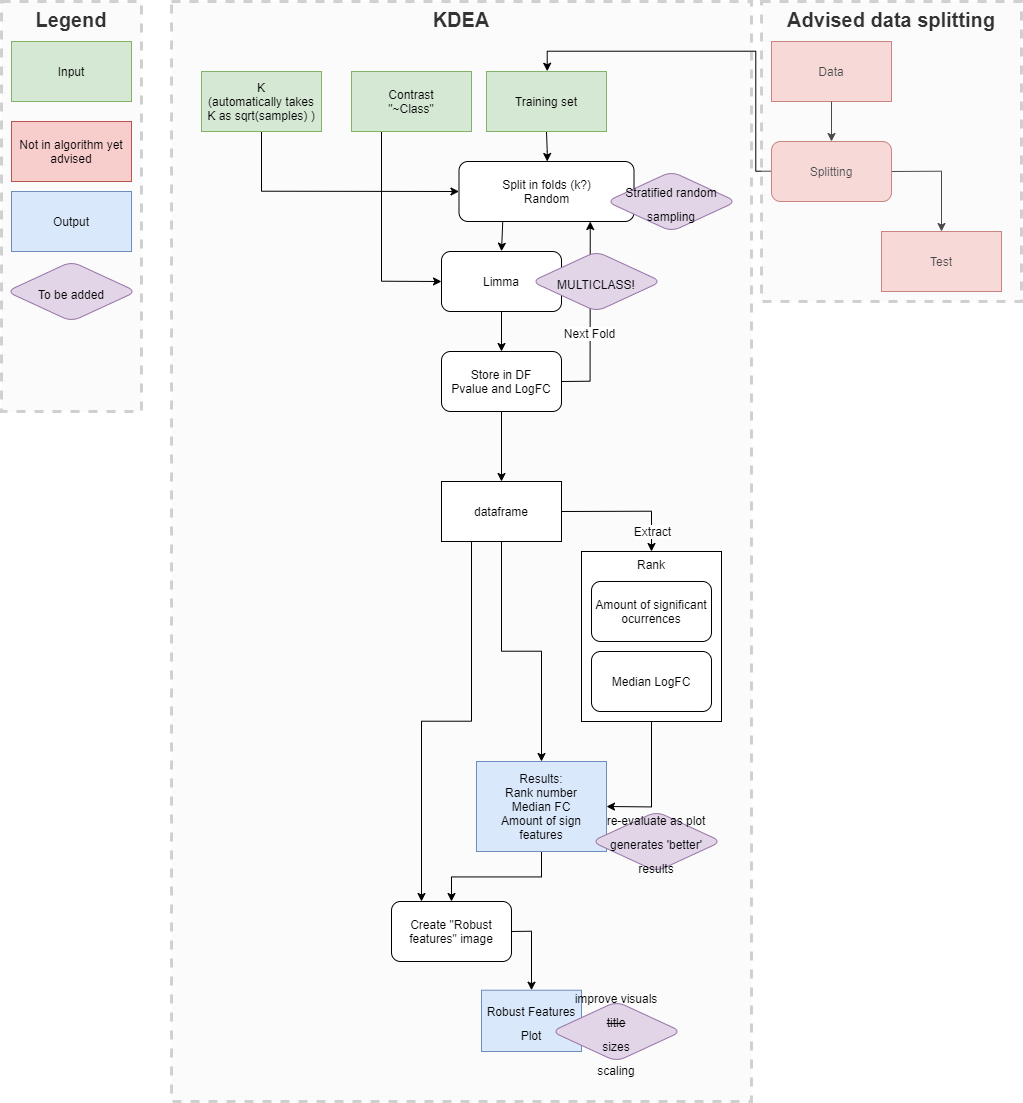 Legend
Input
Not in algorithm yet
advised
Output
To be added
KDEA
K
(automatically takes
K as sqrt(samples) )
Contrast
"~Class"
Training set
Split in folds (k?)
Random
Stratified random
sampling
Limma
MULTICLASS!
Next Fold
Store in DF
Pvalue and LogFC
dataframe
Extract
Rank
Amount of significant
ocurrences
Median LogFC
Results:
Rank number
Median FC
Amount of sign
features
re-evaluate as plot
generates 'better'
results
Create "Robust
features" image
Robust Features
Plot
improve visuals
title
sizes
scaling
Advised data splitting
Data
Splitting
Test